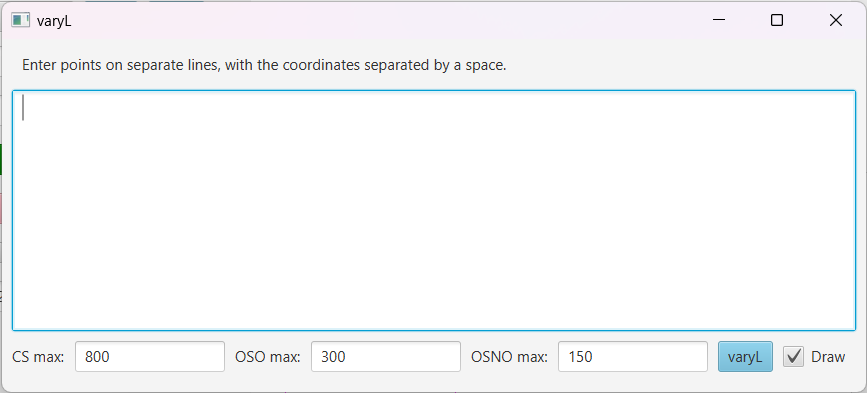 varyL
Enter points on separate lines, with the coordinates separated by a space.
CS max: 800 OSO max: 300 OSNO max: 150 varyL Draw